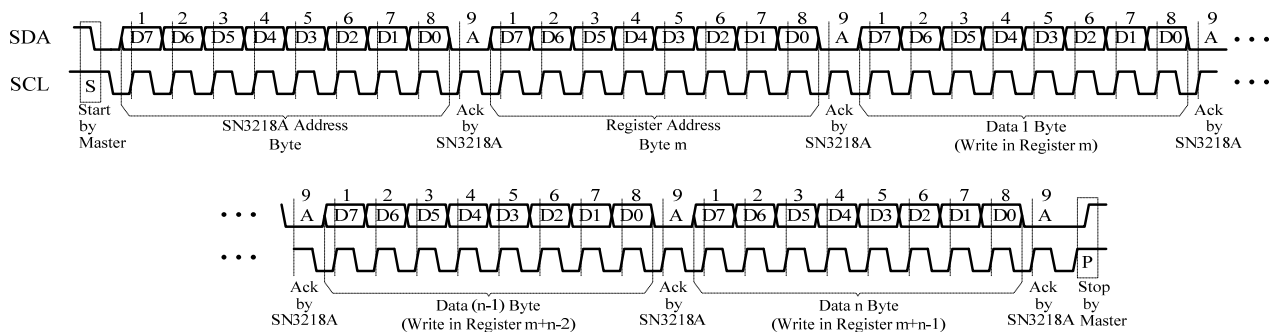 1 2 3 4 5 6 7 8 9 1 2 3 4 5 6 7 8 9 1 2 3 4 5 6 7 8 9
SDA D7 D6 D5 D4 D3 D2 D1 D0 A D7 D6 D5 D4 D3 D2 D1 D0 A D7 D6 D5 D4 D3 D2 D1 D0 A • • •
SCL S • • •
Start by Master
SN3218A Address Byte
Ack by SN3218A
Register Address Byte m
Ack by SN3218A
Data 1 Byte
(Write in Register m)
Ack by SN3218A
9 1 2 3 4 5 6 7 8 9 1 2 3 4 5 6 7 8 9
• • • A D7 D6 D5 D4 D3 D2 D1 D0 A D7 D6 D5 D4 D3 D2 D1 D0 A
• • • P
Ack by SN3218A
Data (n-1) Byte
(Write in Register m+n-2)
Ack by SN3218A
Data n Byte
(Write in Register m+n-1)
Ack by SN3218A
Stop by Master